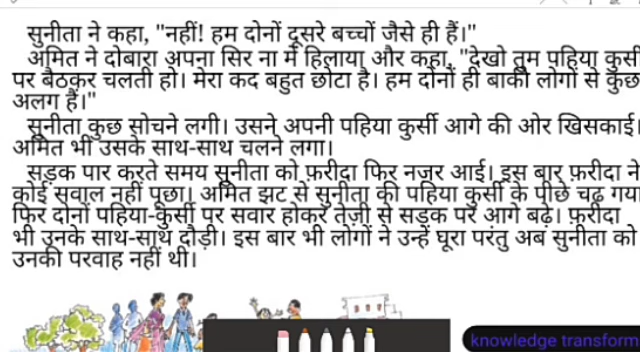 सुनीता ने कहा, "नहीं! हम दोनों दूसरे बच्चों जैसे ही हैं।"
अमित ने दोबारा अपना सिर ना में हिलाया और कहा, "देखो तुम पहिया कुर्सी
पर बैठकर चलती हो। मेरा कद बहुत छोटा है। हम दोनों ही बाकी लोगों से कुछ
अलग हैं।"
सुनीता कुछ सोचने लगी। उसने अपनी पहिया कुर्सी आगे की ओर खिसकाई।
अमित भी उसके साथ-साथ चलने लगा।
सड़क पार करते समय सुनीता को फ़रीदा फिर नज़र आई। इस बार फ़रीदा ने
कोई सवाल नहीं पूछा। अमित झट से सुनीता की पहिया कुर्सी के पीछे चढ़ गया
फिर दोनों पहिया-कुर्सी पर सवार होकर तेज़ी से सड़क पर आगे बढ़े। फ़रीदा
भी उनके साथ-साथ दौड़ी। इस बार भी लोगों ने उन्हें घूरा परंतु अब सुनीता को
उनकी परवाह नहीं थी।
knowledge transform